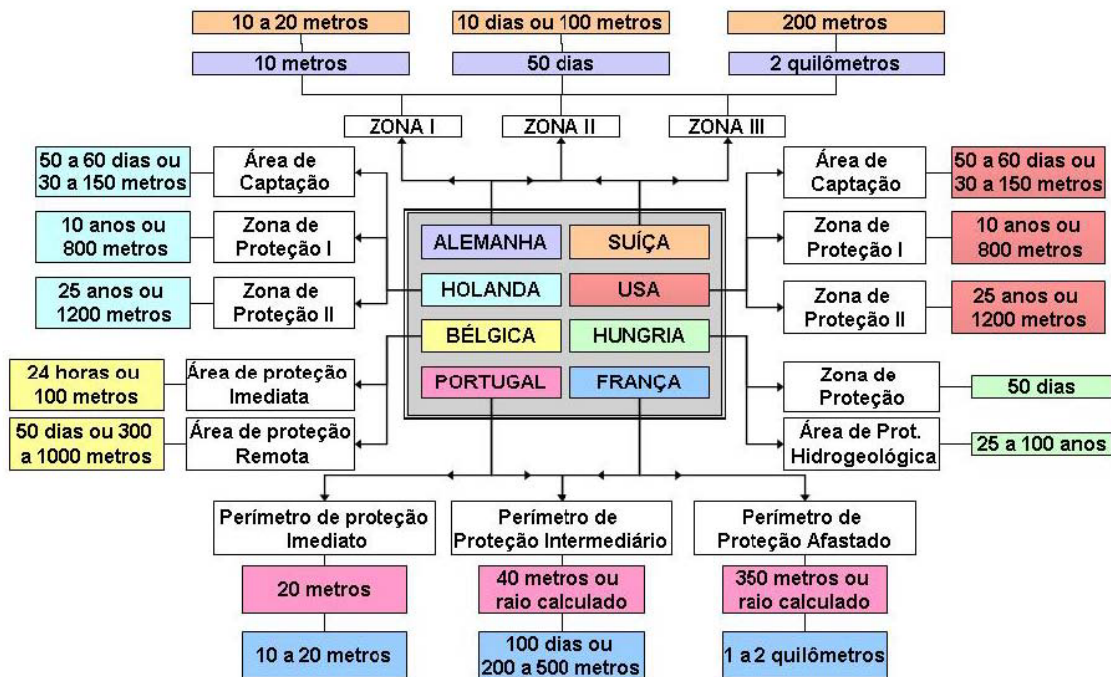 10 a 20 metros
10 dias ou 100 metros
200 metros
10 metros
50 dias
2 quilômetros
ZONA I
ZONA II
ZONA III
50 a 60 dias ou
30 a 150 metros
Área de
Captação
10 anos ou
800 metros
Zona de
Proteção I
25 anos ou
1200 metros
Zona de
Proteção II
24 horas ou
100 metros
Área de proteção
Imediata
50 dias ou 300
a 1000 metros
Área de proteção
Remota
ALEMANHA
SUÍÇA
HOLANDA
USA
BÉLGICA
HUNGRIA
PORTUGAL
FRANÇA
Área de
Captação
50 a 60 dias ou
30 a 150 metros
Zona de
Proteção I
10 anos ou
800 metros
Zona de
Proteção II
25 anos ou
1200 metros
Zona de
Proteção
50 dias
Área de Prot.
Hidrogeológica
25 a 100 anos
Perímetro de proteção
Imediato
Perímetro de
Proteção Intermediário
Perímetro de
Proteção Afastado
20 metros
40 metros ou
raio calculado
350 metros ou
raio calculado
10 a 20 metros
100 dias ou
200 a 500 metros
1 a 2 quilômetros